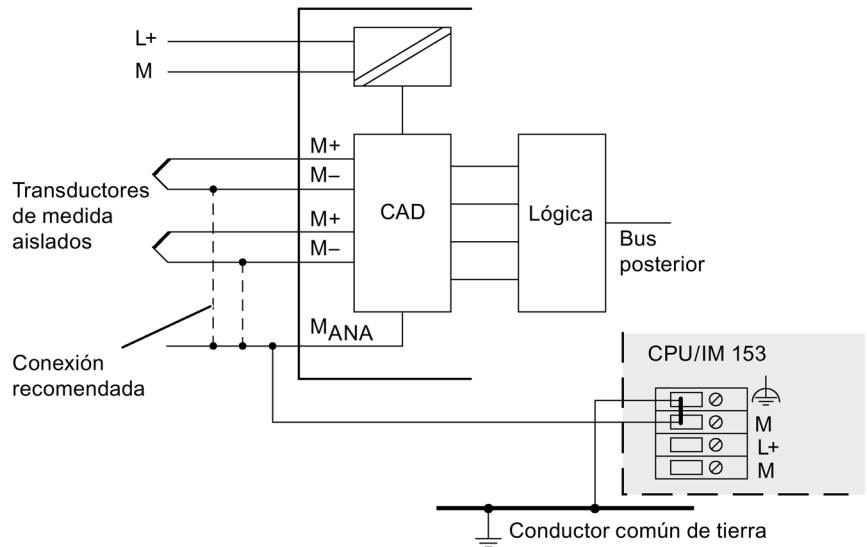 L+
M
M+
M–
Transductores
de medida
aislados
M+
M–
CAD
Lógica
Bus
posterior
MANA
Conexión
recomendada
CPU/IM 153
M
L+
M
Conductor común de tierra